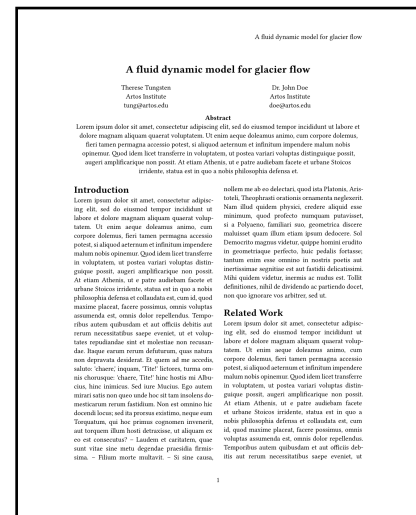 A fluid dynamic model for glacier flow
A fluid dynamic model for glacier flow
Therese Tungsten
Artos Institute
tung@artos.edu
Dr. John Doe
Artos Institute
doe@artos.edu
Abstract
Lorem ipsum dolor sit amet, consectetur adipiscing elit, sed do eiusmod tempor incididunt ut labore et
dolore magnam aliquam quaerat voluptatem. Ut enim aeque doleamus animo, cum corpore dolemus,
fieri tamen permagna accessio potest, si aliquod aeternum et infinitum impendere malum nobis
opinemur. Quod idem licet transferre in voluptatem, ut postea variari voluptas distinguique possit,
augeri amplificarique non possit. At etiam Athenis, ut e patre audiebam facete et urbane Stoicos
irridente, statua est in quo a nobis philosophia defensa et.
Introduction
Lorem ipsum dolor sit amet, consectetur adipisc-
ing elit, sed do eiusmod tempor incididunt ut
labore et dolore magnam aliquam quaerat volup-
tatem. Ut enim aeque doleamus animo, cum
corpore dolemus, fieri tamen permagna accessio
potest, si aliquod aeternum et infinitum impendere
malum nobis opinemur. Quod idem licet transferre
in voluptatem, ut postea variari voluptas distin-
guique possit, augeri amplificarique non possit.
At etiam Athenis, ut e patre audiebam facete et
urbane Stoicos irridente, statua est in quo a nobis
philosophia defensa et collaudata est, cum id, quod
maxime placeat, facere possimus, omnis voluptas
assumenda est, omnis dolor repellendus. Tempo-
ribus autem quibusdam et aut officiis debitis aut
rerum necessitatibus saepe eveniet, ut et volup-
tates repudiandae sint et molestiae non recusan-
dae. Itaque earum rerum defuturum, quas natura
non depravata desiderat. Et quem ad me accedis,
saluto: 'chaere,' inquam, 'Tite!' lictores, turma om-
nis chorusque: 'chaere, Tite!' hinc hostis mi Albu-
cius, hinc inimicus. Sed iure Mucius. Ego autem
mirari satis non queo unde hoc sit tam insolens do-
mesticarum rerum fastidium. Non est omnino hic
docendi locus; sed ita prorsus existimo, neque eum
Torquatum, qui hoc primus cognomen invenerit,
aut torquem illum hosti detraxisse, ut aliquam ex
eo est consecutus? – Laudem et caritatem, quae
sunt vitae sine metu degendae praesidia firmis-
sima. – Filium morte multavit. – Si sine causa,
nollem me ab eo delectari, quod ista Platonis, Aris-
toteli, Theophrasti orationis ornamenta neglexerit.
Nam illud quidem physici, credere aliquid esse
minimum, quod profecto numquam putavisset,
si a Polyaeno, familiari suo, geometrica discere
maluisset quam illum etiam ipsum dedocere. Sol
Democrito magnus videtur, quippe homini erudito
in geometriaque perfecto, huic pedalis fortasse;
tantum enim esse omnino in nostris poetis aut
inertissimae segnitiae est aut fastidii delicatissimi.
Mihi quidem videtur, inermis ac nudus est. Tollit
definitiones, nihil de dividendo ac partiendo docet,
non quo ignorare vos arbitrer, sed ut.
Related Work
Lorem ipsum dolor sit amet, consectetur adipisc-
ing elit, sed do eiusmod tempor incididunt ut
labore et dolore magnam aliquam quaerat volup-
tatem. Ut enim aeque doleamus animo, cum
corpore dolemus, fieri tamen permagna accessio
potest, si aliquod aeternum et infinitum impendere
malum nobis opinemur. Quod idem licet transferre
in voluptatem, ut postea variari voluptas distin-
guique possit, augeri amplificarique non possit.
At etiam Athenis, ut e patre audiebam facete
et urbane Stoicos irridente, statua est in quo a
nobis philosophia defensa et collaudata est, cum
id, quod maxime placeat, facere possimus, omnis
voluptas assumenda est, omnis dolor repellendus.
Temporibus autem quibusdam et aut officiis deb-
itis aut rerum necessitatibus saepe eveniet, ut
1